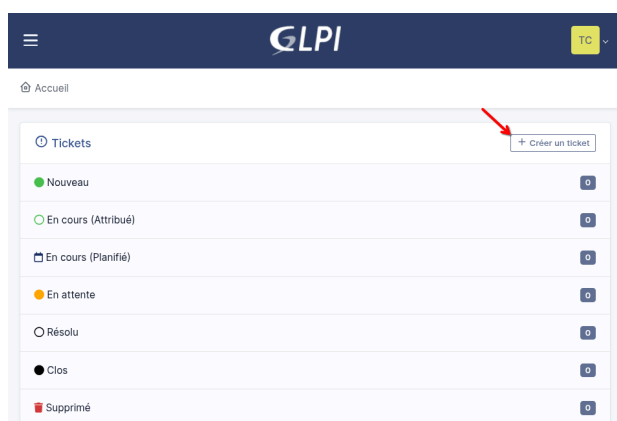 GLPI
TC
Accueil
Tickets
+ Créer un ticket
Nouveau 0
En cours (Attribué) 0
En cours (Planifié) 0
En attente 0
Résolu 0
Clos 0
Supprimé 0